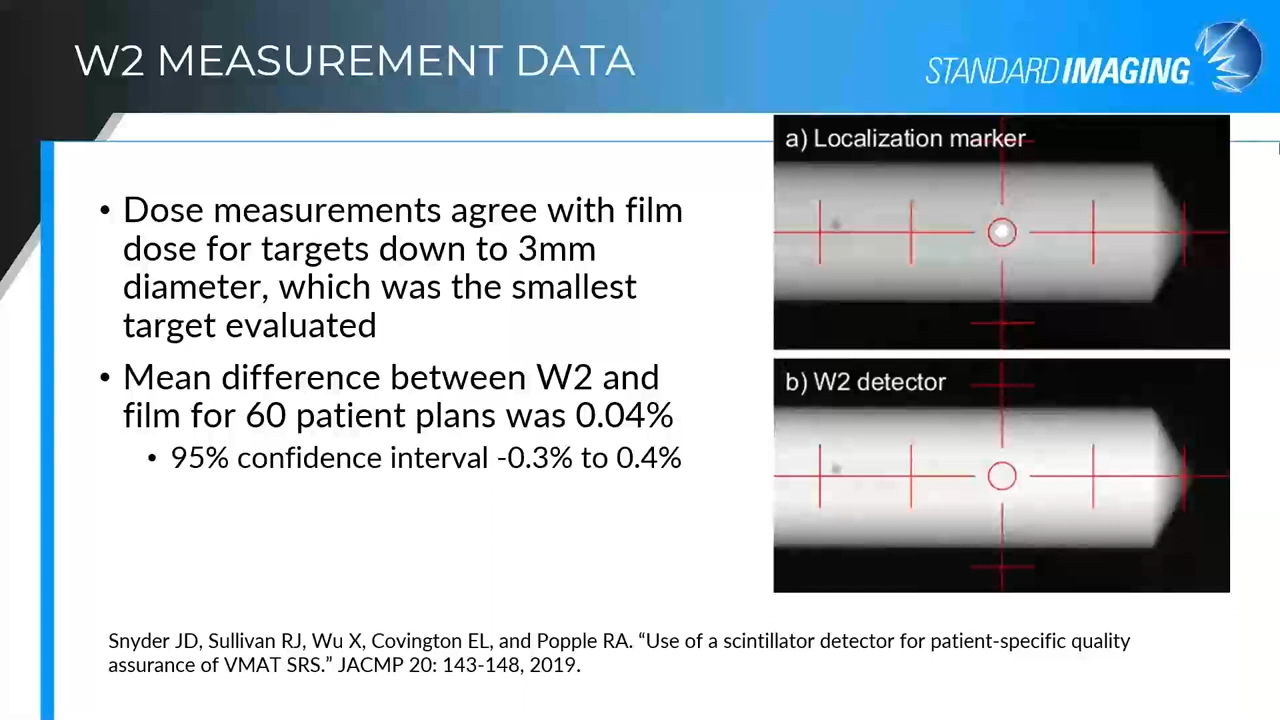 W2 MEASUREMENT DATA
STANDARD IMAGING
• Dose measurements agree with film
dose for targets down to 3mm
diameter, which was the smallest
target evaluated
• Mean difference between W2 and
film for 60 patient plans was 0.04%
• 95% confidence interval -0.3% to 0.4%
a) Localization marker
b) W2 detector
Snyder JD, Sullivan RJ, Wu X, Covington EL, and Popple RA. “Use of a scintillator detector for patient-specific quality
assurance of VMAT SRS.” JACMP 20: 143-148, 2019.